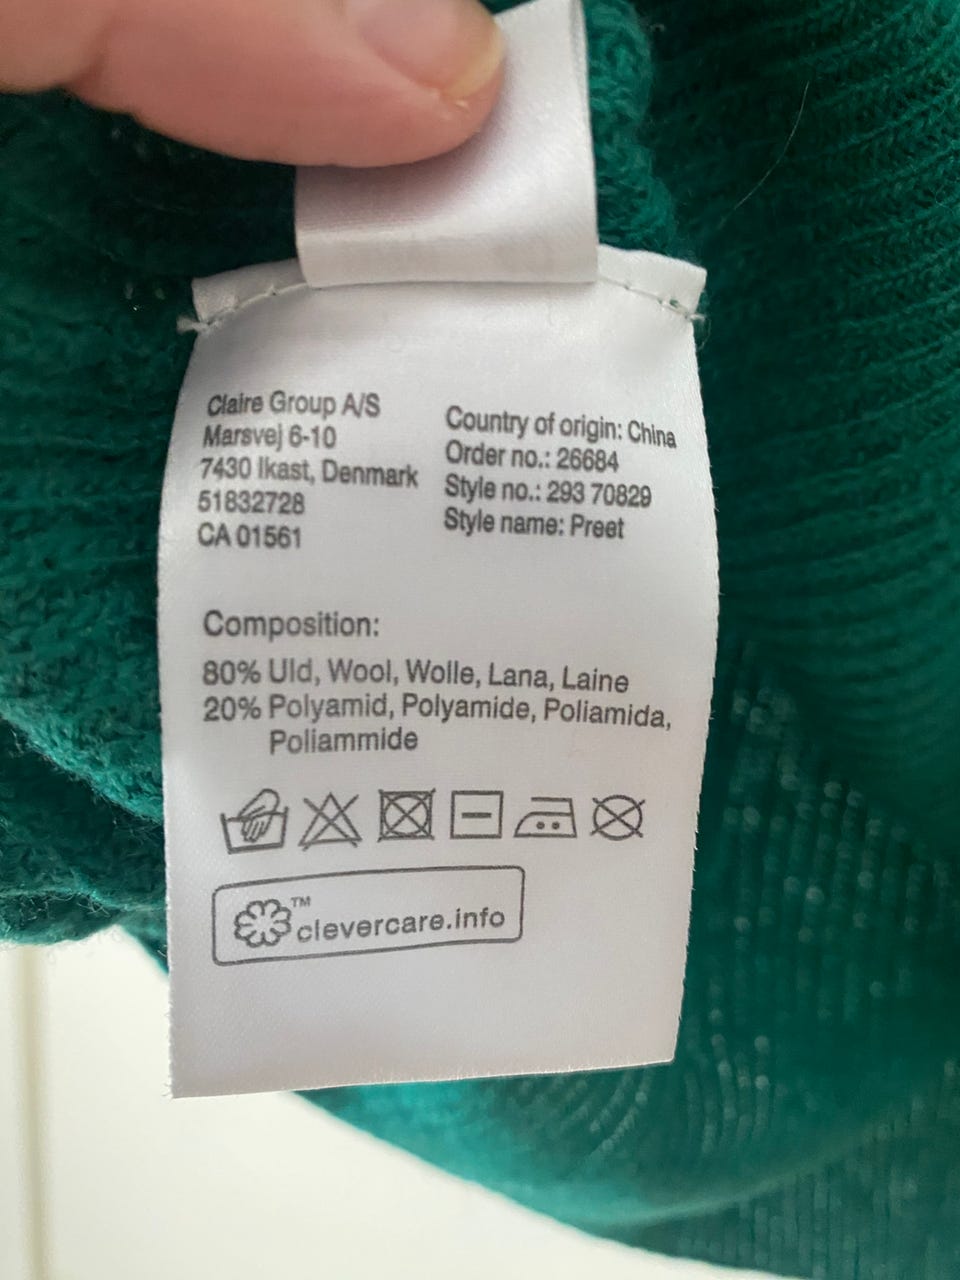 Claire Group A/S
Marsvej 6-10
7430 Ikast, Denmark
51832728
CA 01561
Country of origin: China
Order no.: 26684
Style no.: 293 70829
Style name: Preet
Composition:
80% Uld, Wool, Wolle, Lana, Laine
20% Polyamid, Polyamide, Poliamida,
Poliammide
™
clevercare.info